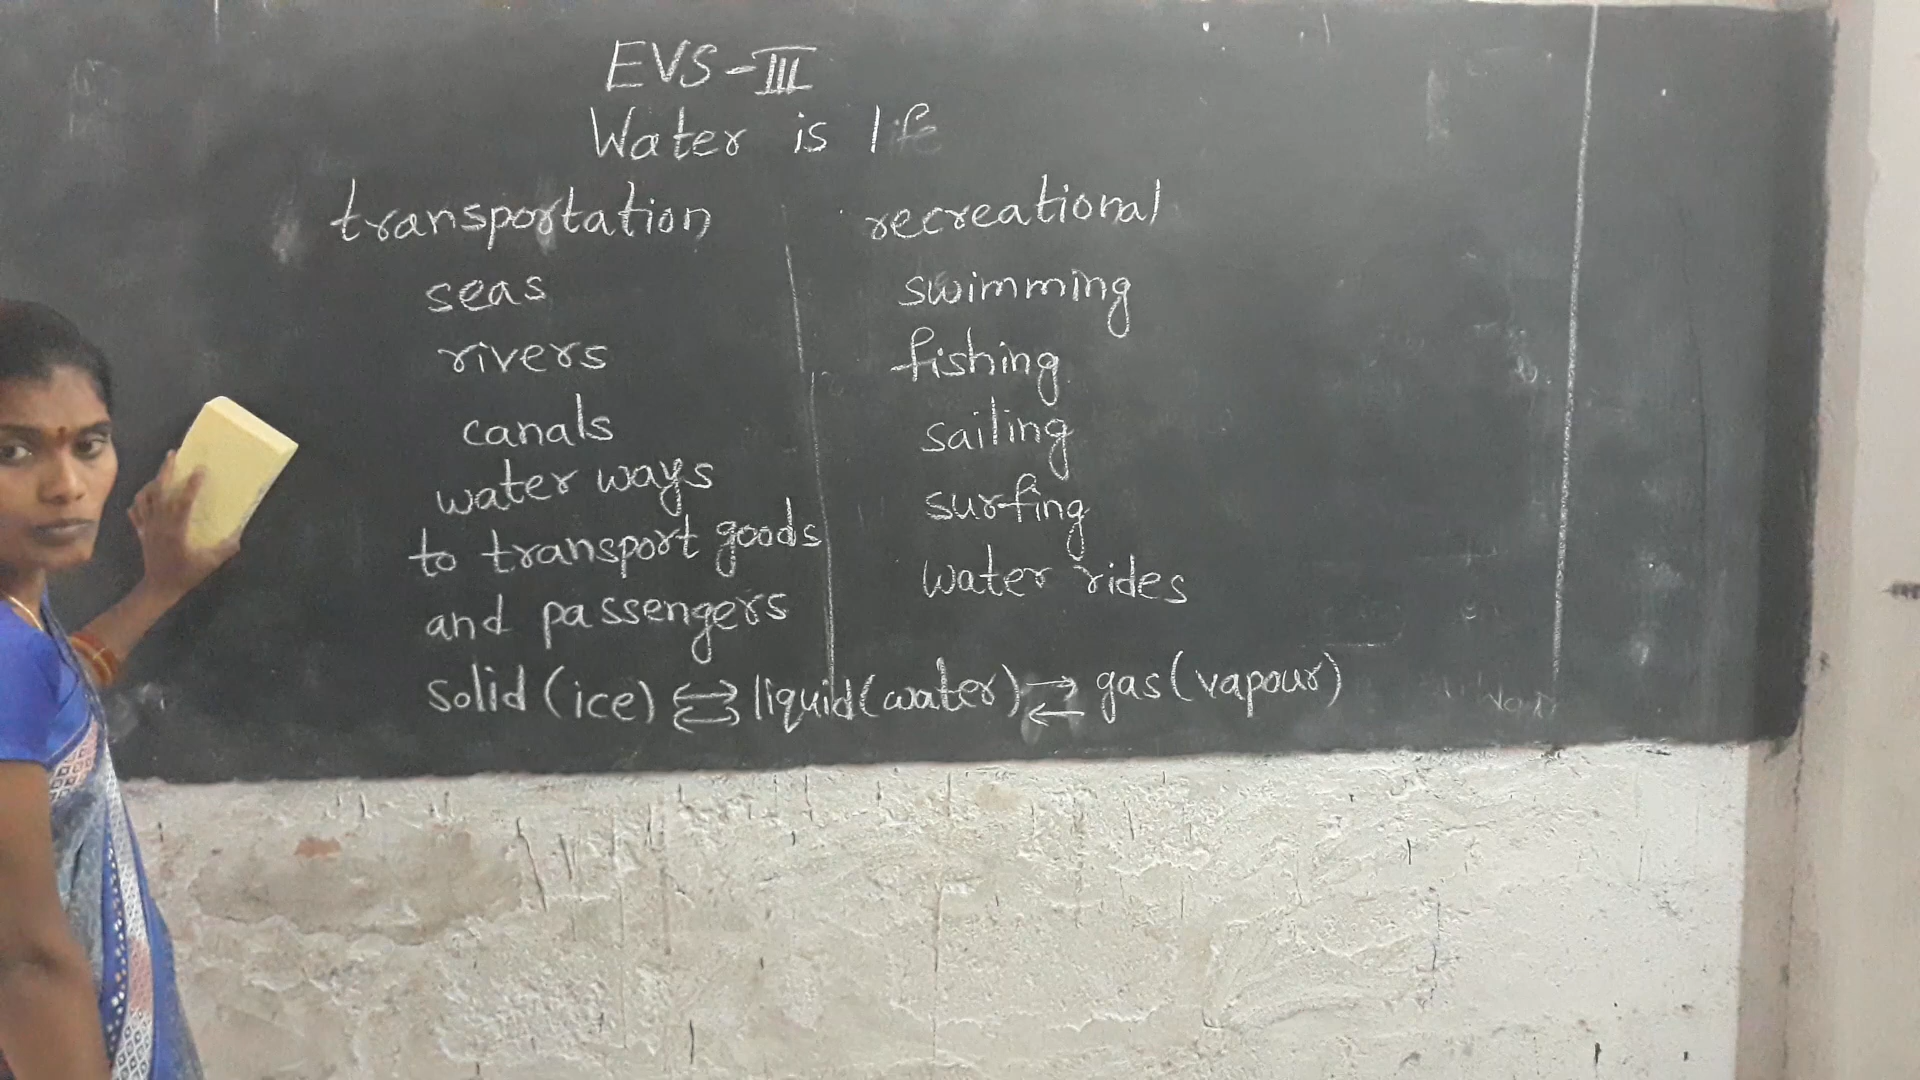 EVS-III
Water is life
transportation
seas
rivers
canals
water ways
to transport goods
and passengers
recreational
swimming
fishing
sailing
surfing
water rides
solid (ice) ⇄ liquid (water) ⇄ gas (vapour)